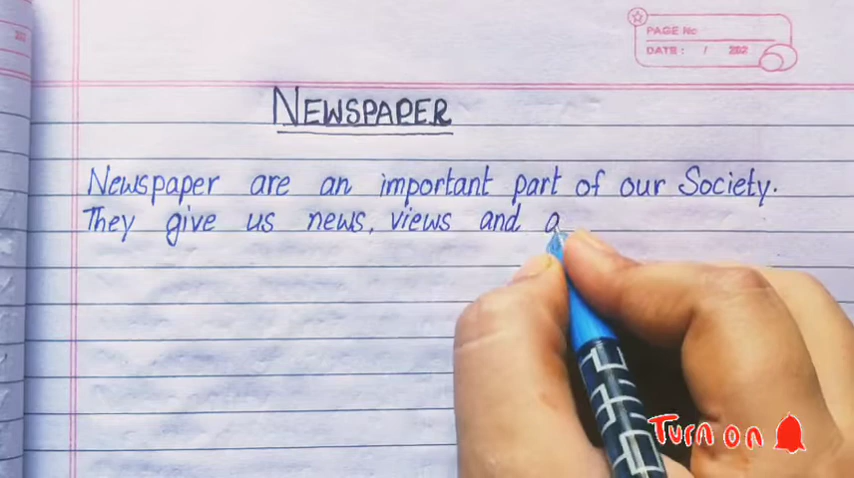 PAGE No
DATE : / 202
NEWSPAPER
Newspaper are an important part of our Society.
They give us news, views and a
Turn on